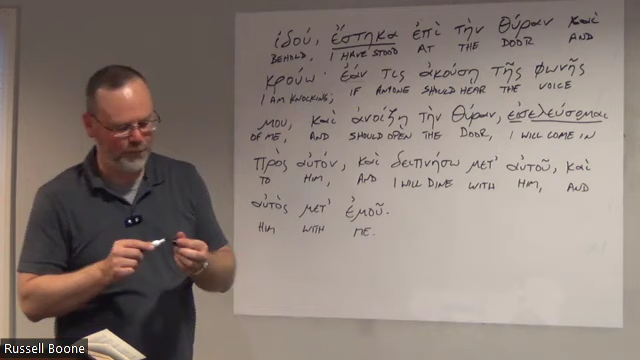 ἰδού, ἕστηκα ἐπὶ τὴν θύραν καὶ
BEHOLD, I HAVE STOOD AT THE DOOR AND
κρούω· ἐάν τις ἀκούσῃ τῆς φωνῆς
I AM KNOCKING; IF ANYONE SHOULD HEAR THE VOICE
μου, καὶ ἀνοίξῃ τὴν θύραν, εἰσελεύσομαι
OF ME, AND SHOULD OPEN THE DOOR, I WILL COME IN
πρὸς αὐτόν, καὶ δειπνήσω μετ' αὐτοῦ, καὶ
TO HIM, AND I WILL DINE WITH HIM, AND
αὐτὸς μετ' ἐμοῦ.
HIM WITH ME.
Russell Boone